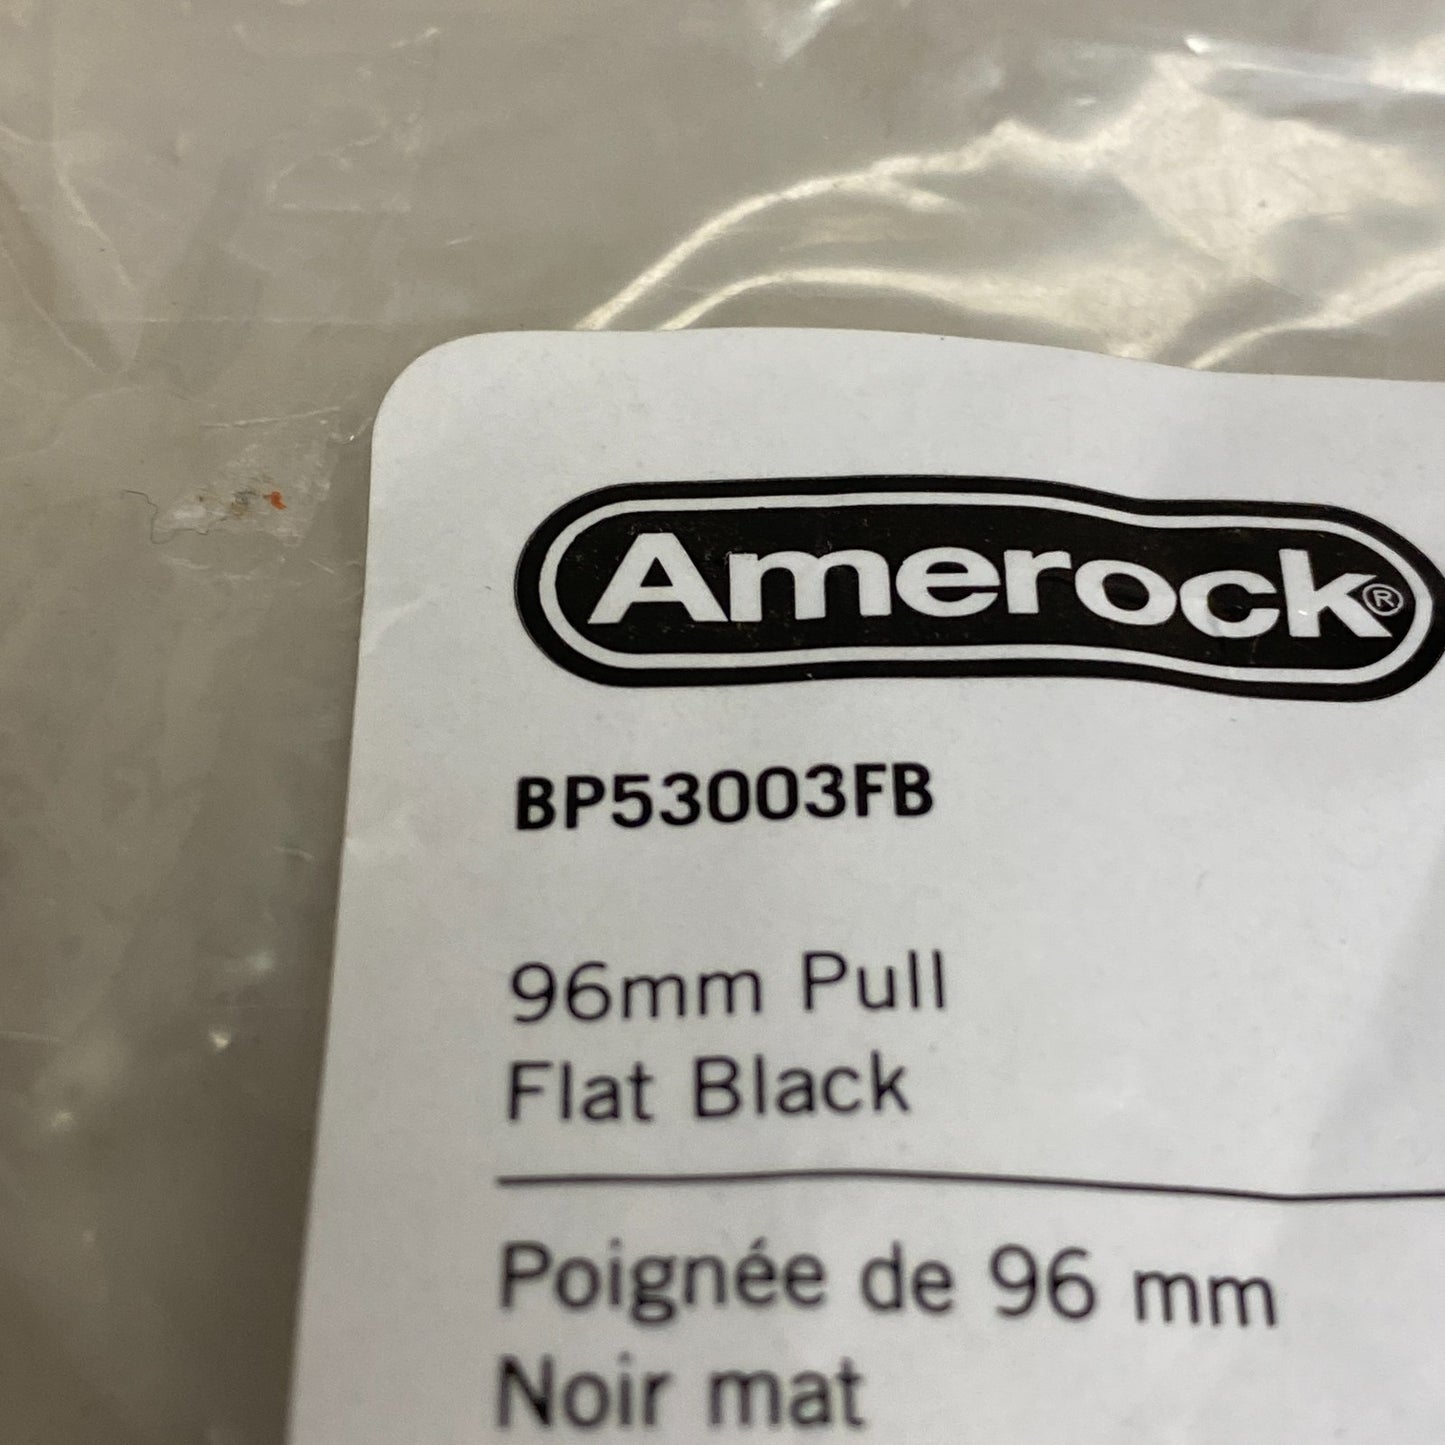 Amerock®
BP53003FB
96mm Pull
Flat Black
Poignée de 96 mm
Noir mat